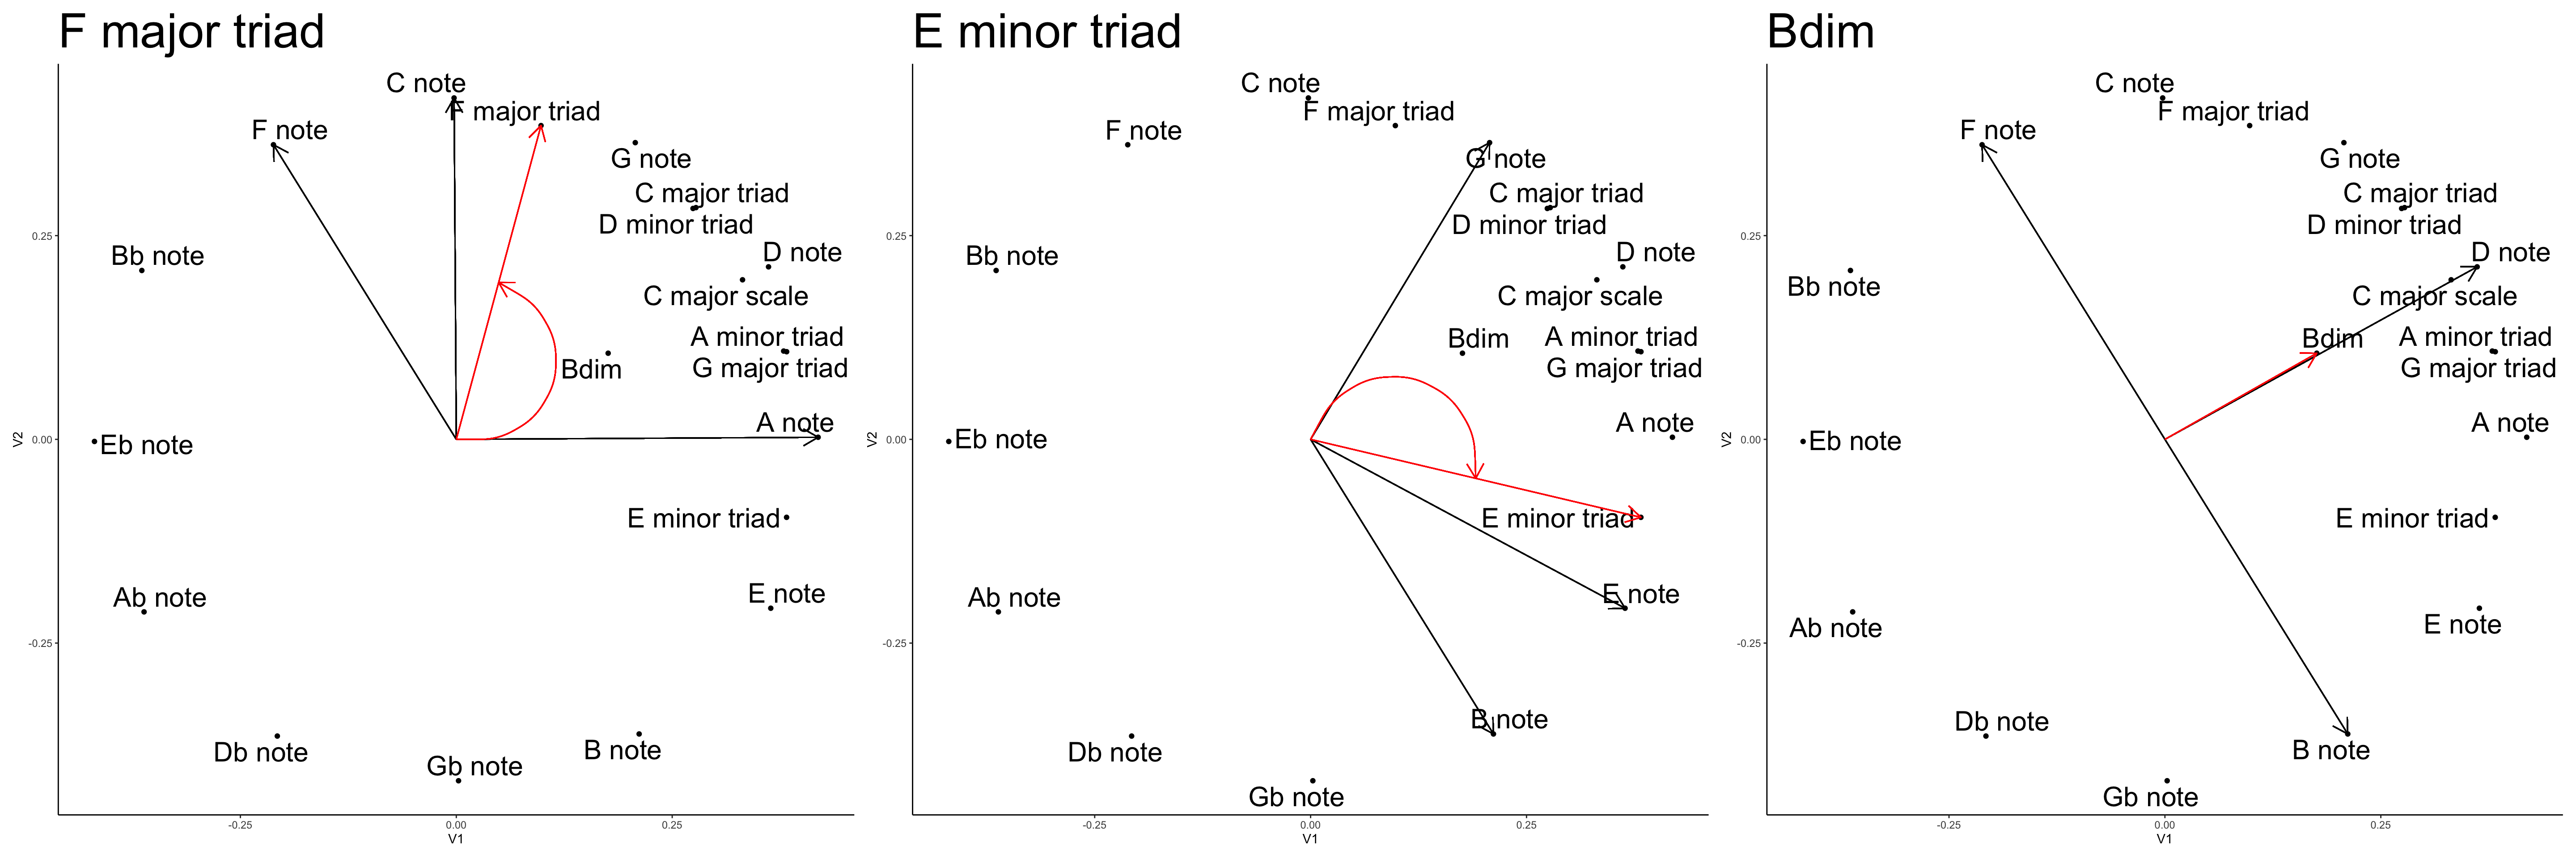 F major triad
C note
F major triad
F note
G note
C major triad
D minor triad
D note
Bb note
C major scale
A minor triad
Bdim
G major triad
A note
Eb note
E minor triad
E note
Ab note
B note
Db note
Gb note
0.25
0.00
-0.25
V2
-0.25
0.00
0.25
V1
E minor triad
C note
F major triad
F note
G note
C major triad
D minor triad
D note
Bb note
C major scale
Bdim
A minor triad
G major triad
A note
Eb note
E minor triad
E note
Ab note
B note
Db note
Gb note
0.25
0.00
-0.25
V2
-0.25
0.00
0.25
V1
Bdim
C note
F major triad
F note
G note
C major triad
D minor triad
D note
Bb note
C major scale
Bdim
A minor triad
G major triad
A note
Eb note
E minor triad
E note
Ab note
Db note
B note
Gb note
0.25
0.00
-0.25
V2
-0.25
0.00
0.25
V1